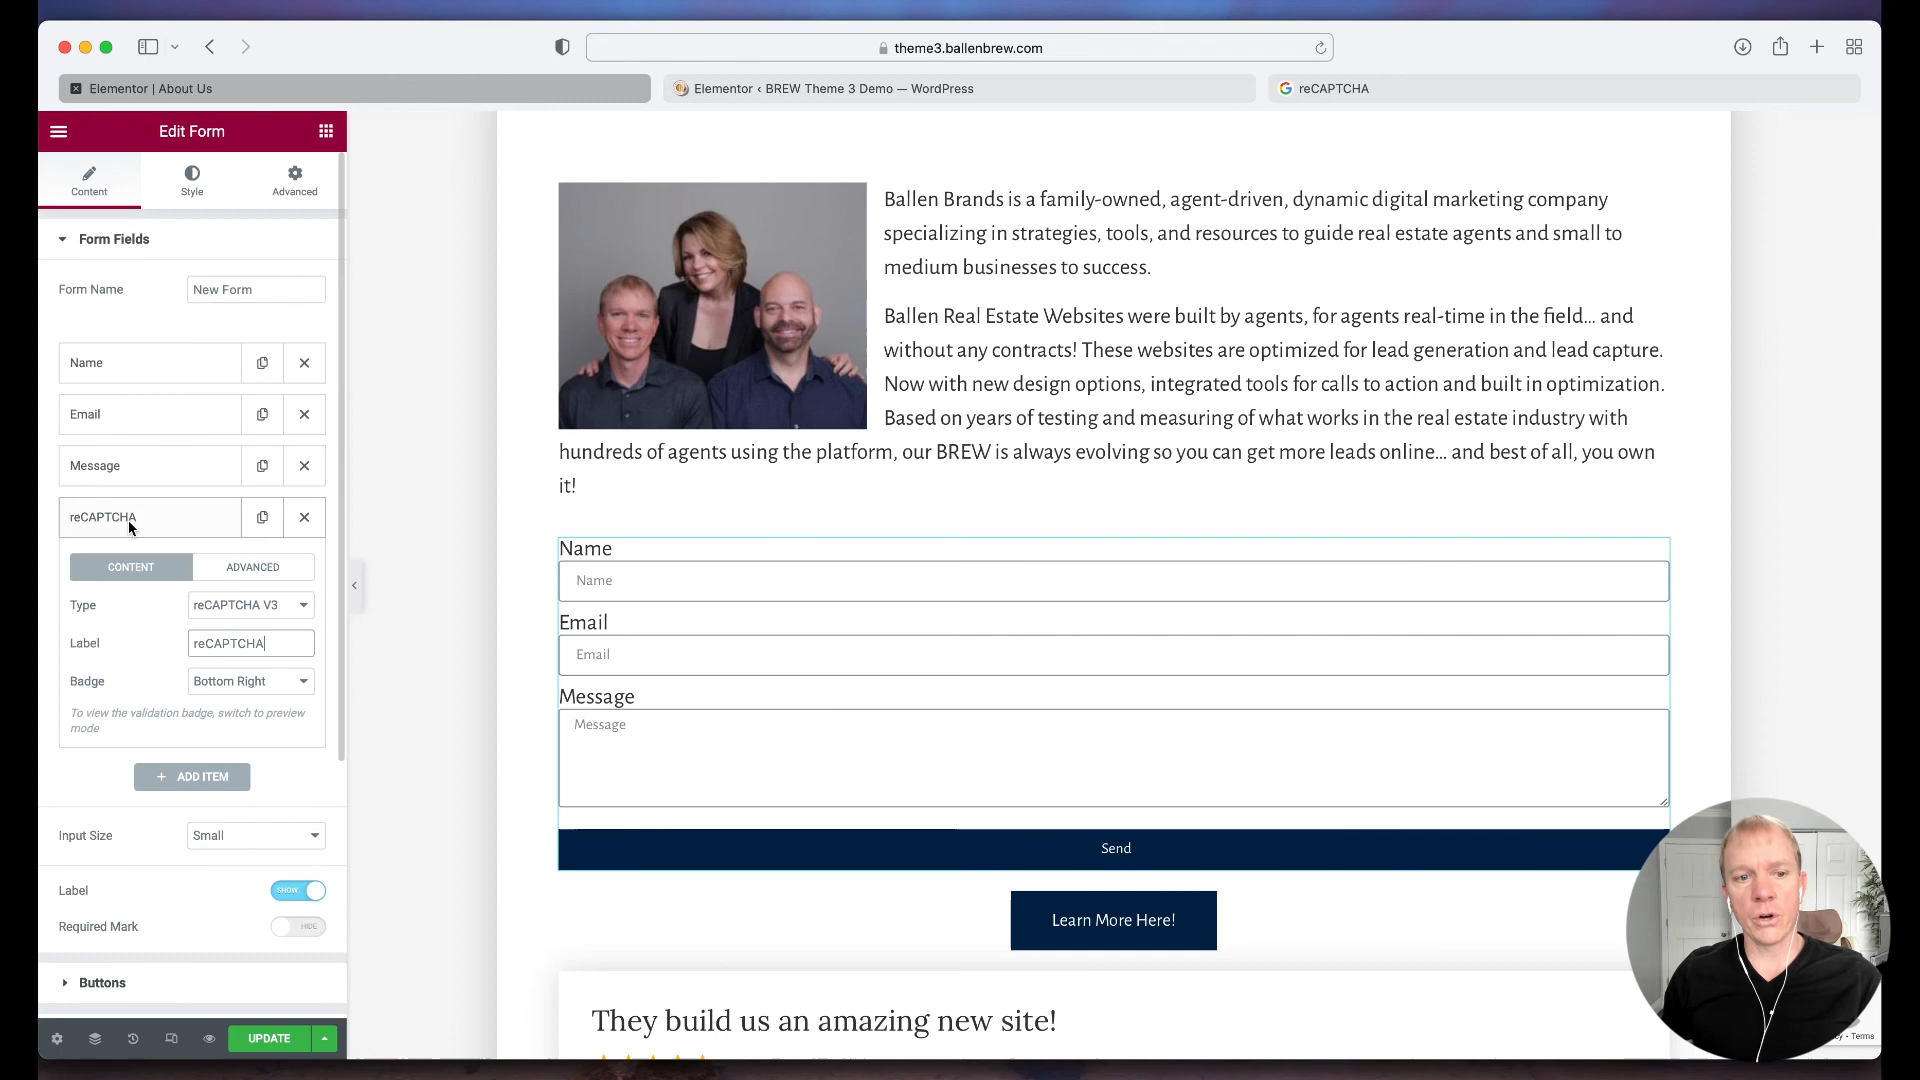 theme3.ballenbrew.com
Elementor | About Us
Elementor ‹ BREW Theme 3 Demo — WordPress
reCAPTCHA
Edit Form
Content
Style
Advanced
Form Fields
Form Name
New Form
Name
Email
Message
reCAPTCHA
CONTENT
ADVANCED
Type
reCAPTCHA V3
Label
reCAPTCHA
Badge
Bottom Right
To view the validation badge, switch to preview
mode
ADD ITEM
Input Size
Small
Label
SHOW
Required Mark
HIDE
Buttons
UPDATE
Ballen Brands is a family-owned, agent-driven, dynamic digital marketing company
specializing in strategies, tools, and resources to guide real estate agents and small to
medium businesses to success.
Ballen Real Estate Websites were built by agents, for agents real-time in the field... and
without any contracts! These websites are optimized for lead generation and lead capture.
Now with new design options, integrated tools for calls to action and built in optimization.
Based on years of testing and measuring of what works in the real estate industry with
hundreds of agents using the platform, our BREW is always evolving so you can get more leads online... and best of all, you own
it!
Name
Name
Email
Email
Message
Message
Send
Learn More Here!
They build us an amazing new site!
- Terms